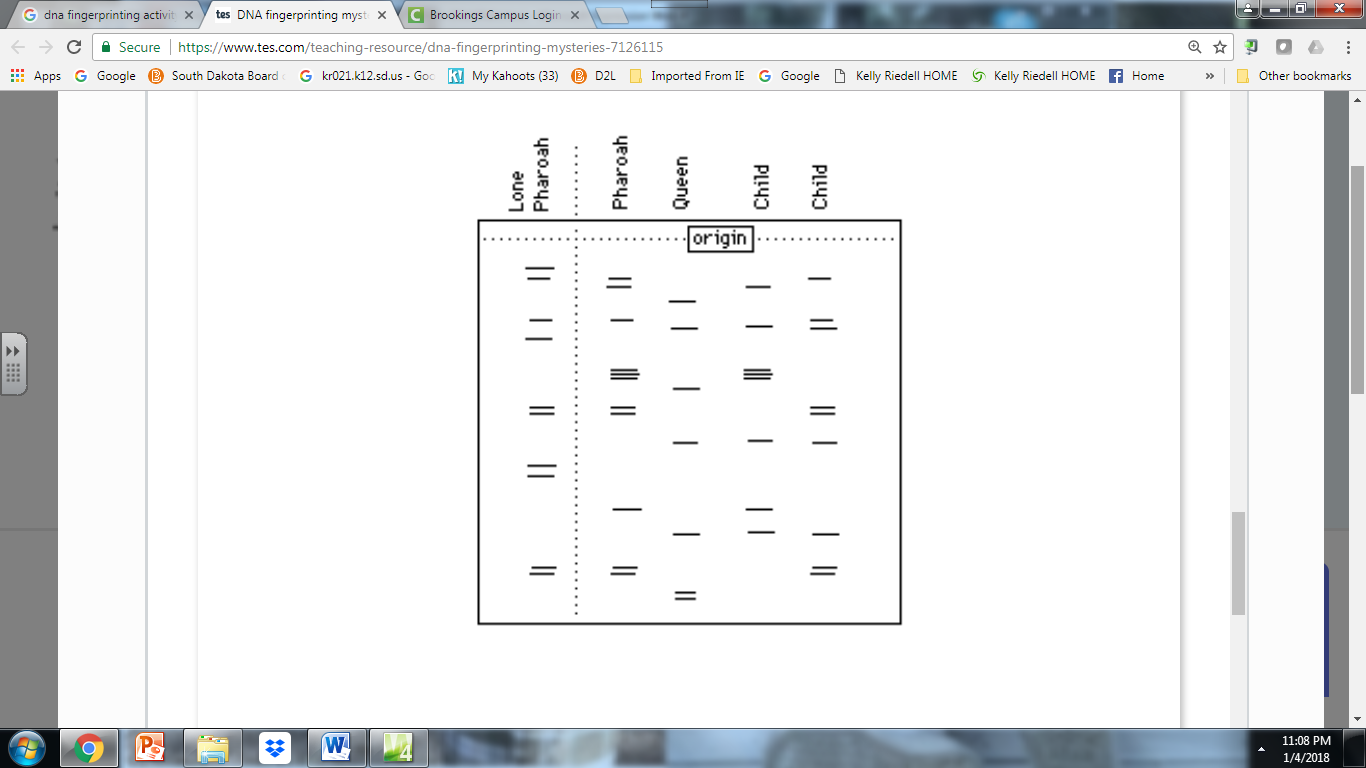 dna fingerprinting activit
tes DNA fingerprinting myst
C Brookings Campus Login
Secure https://www.tes.com/teaching-resource/dna-fingerprinting-mysteries-7126115
Apps Google South Dakota Board kr021.k12.sd.us - Goo K! My Kahoots (33) D2L Imported From IE Google Kelly Riedell HOME Kelly Riedell HOME Home » Other bookmarks
Lone Pharoah
Pharoah
Queen
Child
Child
origin
11:08 PM
1/4/2018